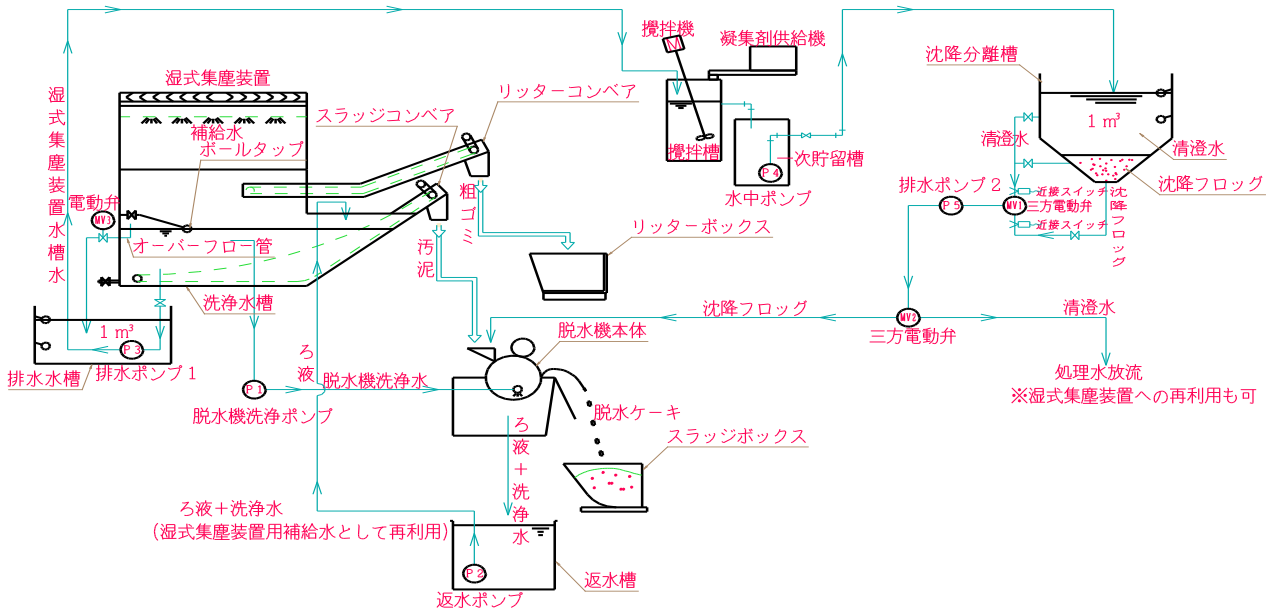 湿式集塵装置
補給水
ボールタップ
湿式集塵装置水槽水
電動弁
MV3
オーバーフロー管
洗浄水槽
1 m³
P3
排水水槽
排水ポンプ1
スラッジコンベア
リッターコンベア
粗ゴミ
汚泥
リッターボックス
攪拌機
M
凝集剤供給機
攪拌槽
一次貯留槽
P4
水中ポンプ
沈降分離槽
1 m³
清澄水
清澄水
沈降フロッグ
排水ポンプ2
P5
MV1
近接スイッチ
三方電動弁
近接スイッチ
沈降フロッグ
沈降フロッグ
MV2
三方電動弁
清澄水
処理水放流
※湿式集塵装置への再利用も可
脱水機本体
ろ液
脱水機洗浄水
P1
脱水機洗浄ポンプ
脱水ケーキ
スラッジボックス
ろ液+洗浄水
ろ液+洗浄水
(湿式集塵装置用補給水として再利用)
P2
返水槽
返水ポンプ